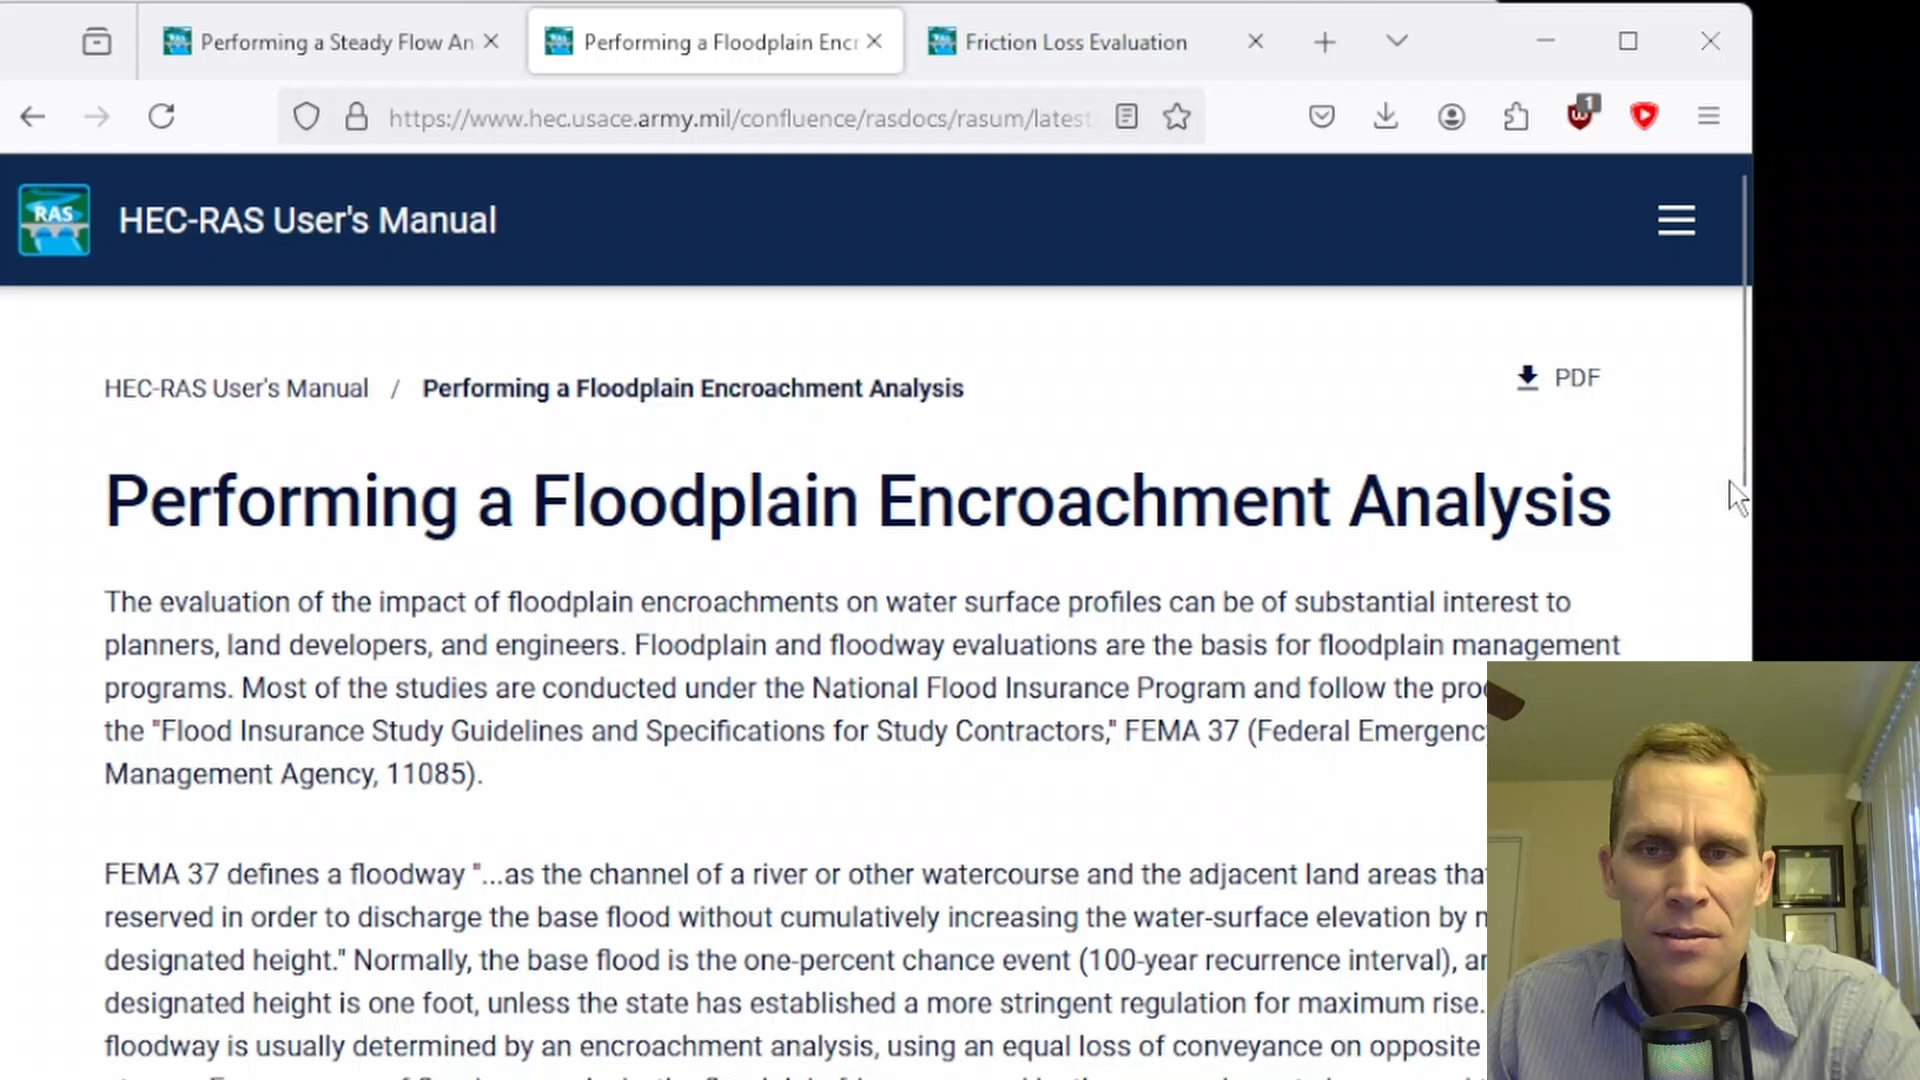 Performing a Steady Flow An
Performing a Floodplain Encr
Friction Loss Evaluation
https://www.hec.usace.army.mil/confluence/rasdocs/rasum/latest
1
RAS
HEC-RAS User's Manual
HEC-RAS User's Manual / Performing a Floodplain Encroachment Analysis
PDF
Performing a Floodplain Encroachment Analysis
The evaluation of the impact of floodplain encroachments on water surface profiles can be of substantial interest to
planners, land developers, and engineers. Floodplain and floodway evaluations are the basis for floodplain management
programs. Most of the studies are conducted under the National Flood Insurance Program and follow the
the "Flood Insurance Study Guidelines and Specifications for Study Contractors," FEMA 37 (Federal Emergenc
Management Agency, 11085).
FEMA 37 defines a floodway "...as the channel of a river or other watercourse and the adjacent land areas tha
reserved in order to discharge the base flood without cumulatively increasing the water-surface elevation by
designated height." Normally, the base flood is the one-percent chance event (100-year recurrence interval),
designated height is one foot, unless the state has established a more stringent regulation for maximum rise.
floodway is usually determined by an encroachment analysis, using an equal loss of conveyance on opposite